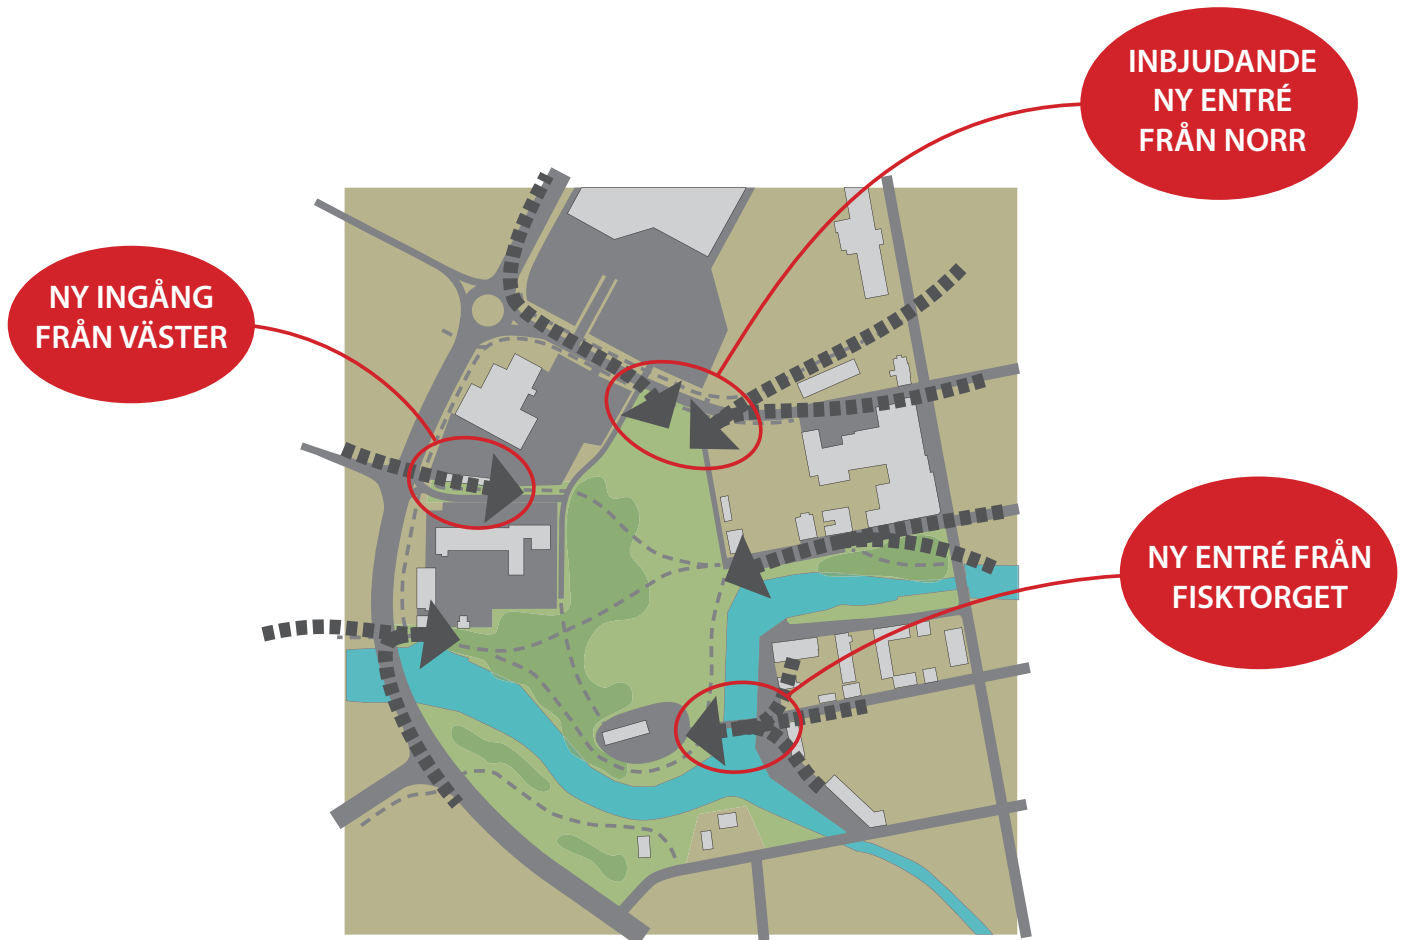 INBJUDANDE
NY ENTRÉ
FRÅN NORR
NY INGÅNG
FRÅN VÄSTER
NY ENTRÉ FRÅN
FISKTORGET